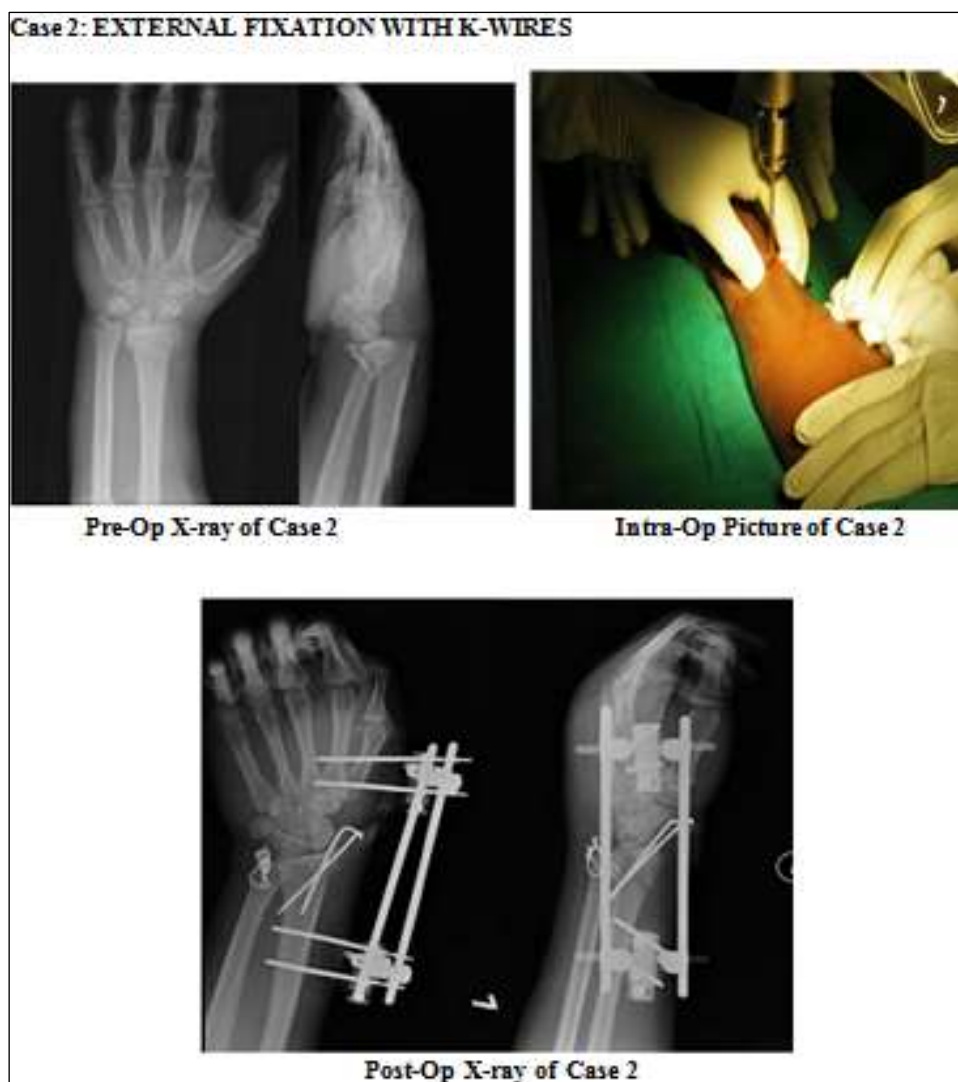 Case 2: EXTERNAL FIXATION WITH K-WIRES
Pre-Op X-ray of Case 2
Intra-Op Picture of Case 2
Post-Op X-ray of Case 2